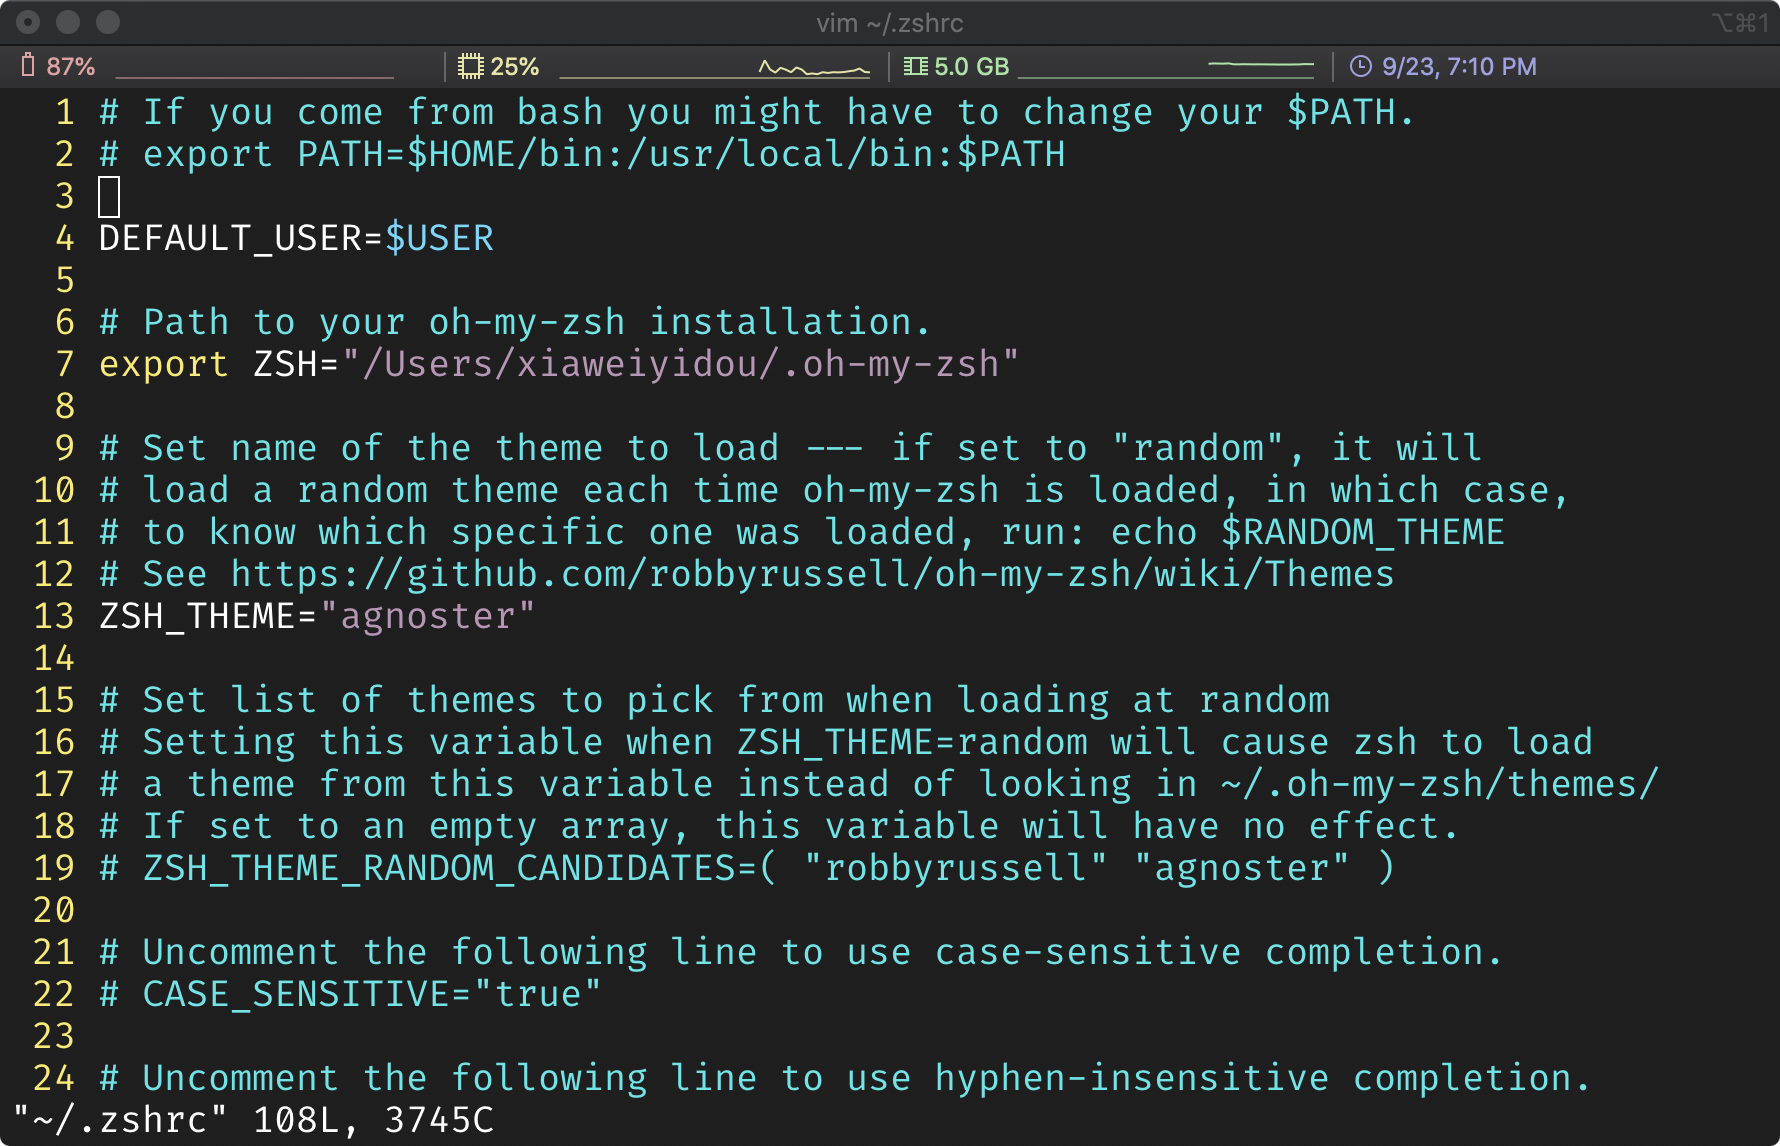 vim ~/.zshrc
⌥⌘1
87% 25% 5.0 GB 9/23, 7:10 PM
1 # If you come from bash you might have to change your $PATH.
2 # export PATH=$HOME/bin:/usr/local/bin:$PATH
3
4 DEFAULT_USER=$USER
5
6 # Path to your oh-my-zsh installation.
7 export ZSH="/Users/xiaweiyidou/.oh-my-zsh"
8
9 # Set name of the theme to load --- if set to "random", it will
10 # load a random theme each time oh-my-zsh is loaded, in which case,
11 # to know which specific one was loaded, run: echo $RANDOM_THEME
12 # See https://github.com/robbyrussell/oh-my-zsh/wiki/Themes
13 ZSH_THEME="agnoster"
14
15 # Set list of themes to pick from when loading at random
16 # Setting this variable when ZSH_THEME=random will cause zsh to load
17 # a theme from this variable instead of looking in ~/.oh-my-zsh/themes/
18 # If set to an empty array, this variable will have no effect.
19 # ZSH_THEME_RANDOM_CANDIDATES=( "robbyrussell" "agnoster" )
20
21 # Uncomment the following line to use case-sensitive completion.
22 # CASE_SENSITIVE="true"
23
24 # Uncomment the following line to use hyphen-insensitive completion.
"~/.zshrc" 108L, 3745C